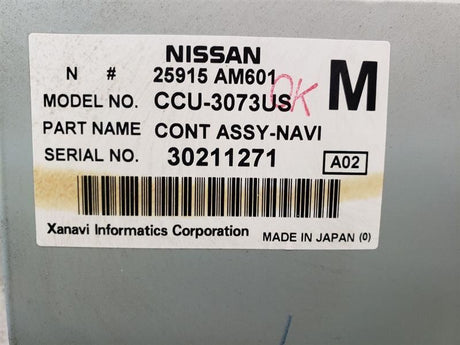 NISSAN
N # 25915 AM601
MODEL NO. CCU-3073US OK M
PART NAME CONT ASSY-NAVI
SERIAL NO. 30211271 A02
Xanavi Informatics Corporation MADE IN JAPAN (0)